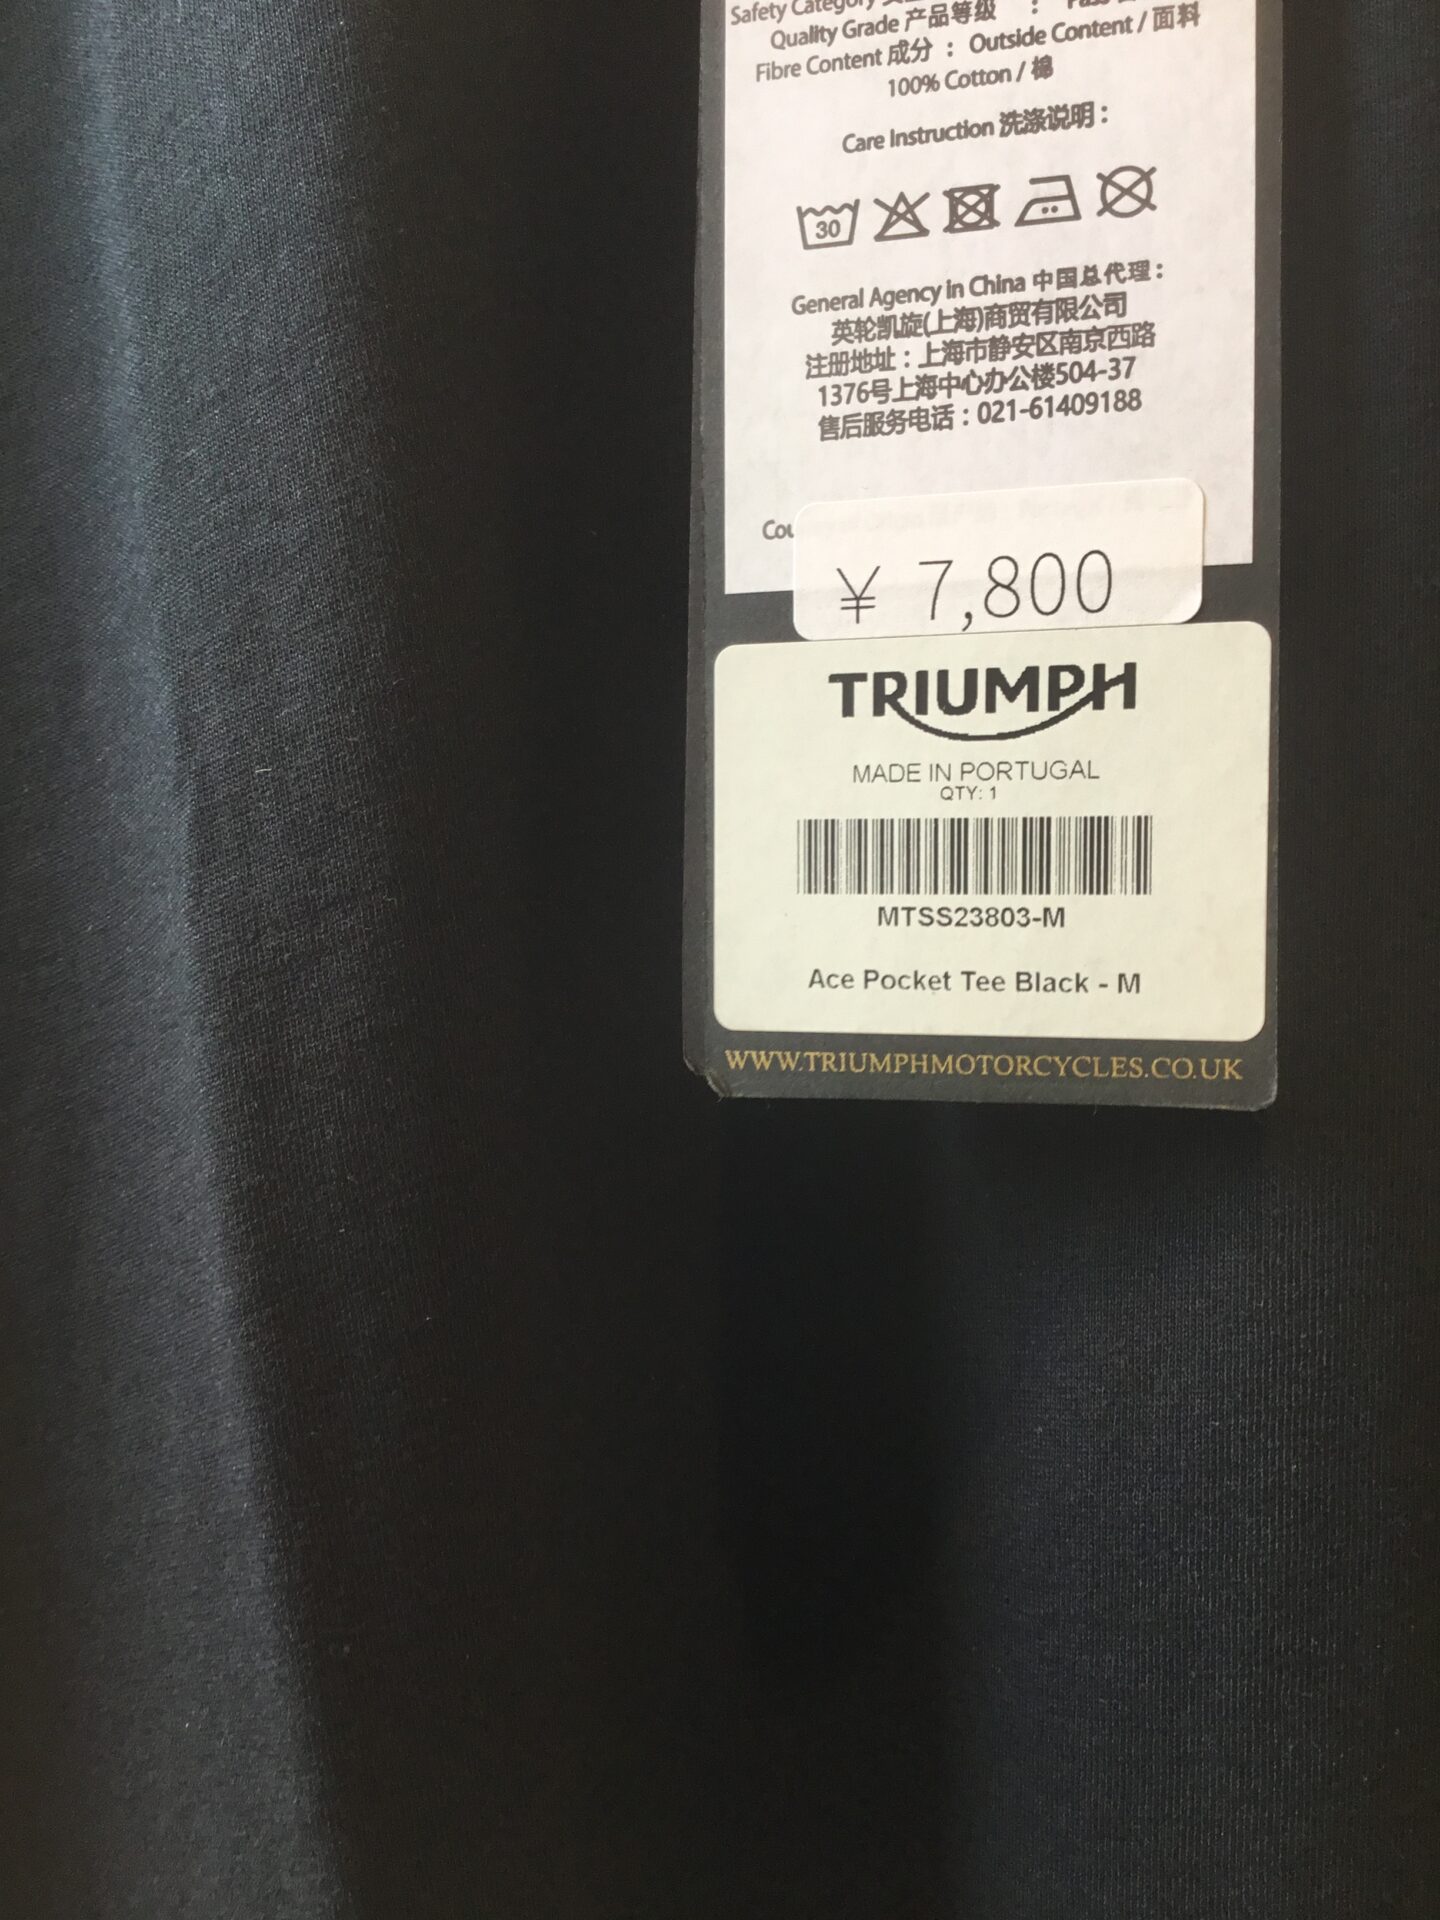 Safety Category
Quality Grade 产品等级 :
Fibre Content 成分 : Outside Content / 面料
100% Cotton / 棉
Care Instruction 洗涤说明:
30
General Agency in China 中国总代理:
英轮凯旋(上海)商贸有限公司
注册地址:上海市静安区南京西路
1376号上海中心办公楼504-37
售后服务电话:021-61409188
¥ 7,800
TRIUMPH
MADE IN PORTUGAL
QTY: 1
MTSS23803-M
Ace Pocket Tee Black - M
WWW.TRIUMPHMOTORCYCLES.CO.UK